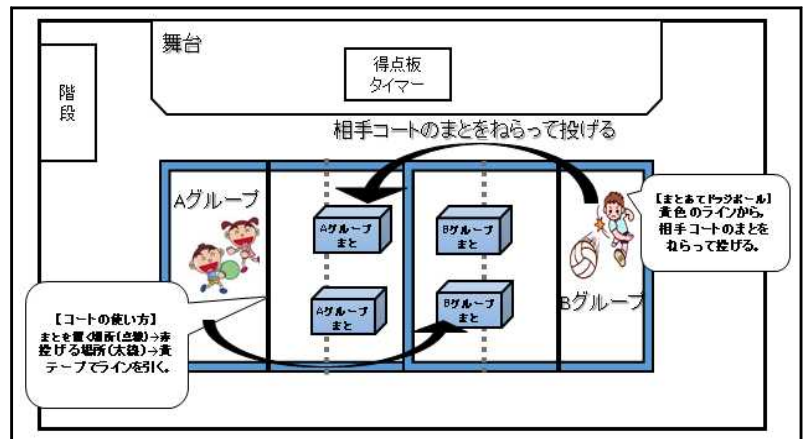 舞台
得点板
タイマー
階
段
相手コートのまとをねらって投げる
Aグループ
Aグループ
まと
Bグループ
まと
【まとあてドッジボール】
黄色のラインから、
相手コートのまとを
ねらって投げる。
Aグループ
まと
Bグループ
まと
Bグループ
【コートの使い方】
まとを置く場所(点線)→赤
投げる場所(太線)→黄
テープでラインを引く。